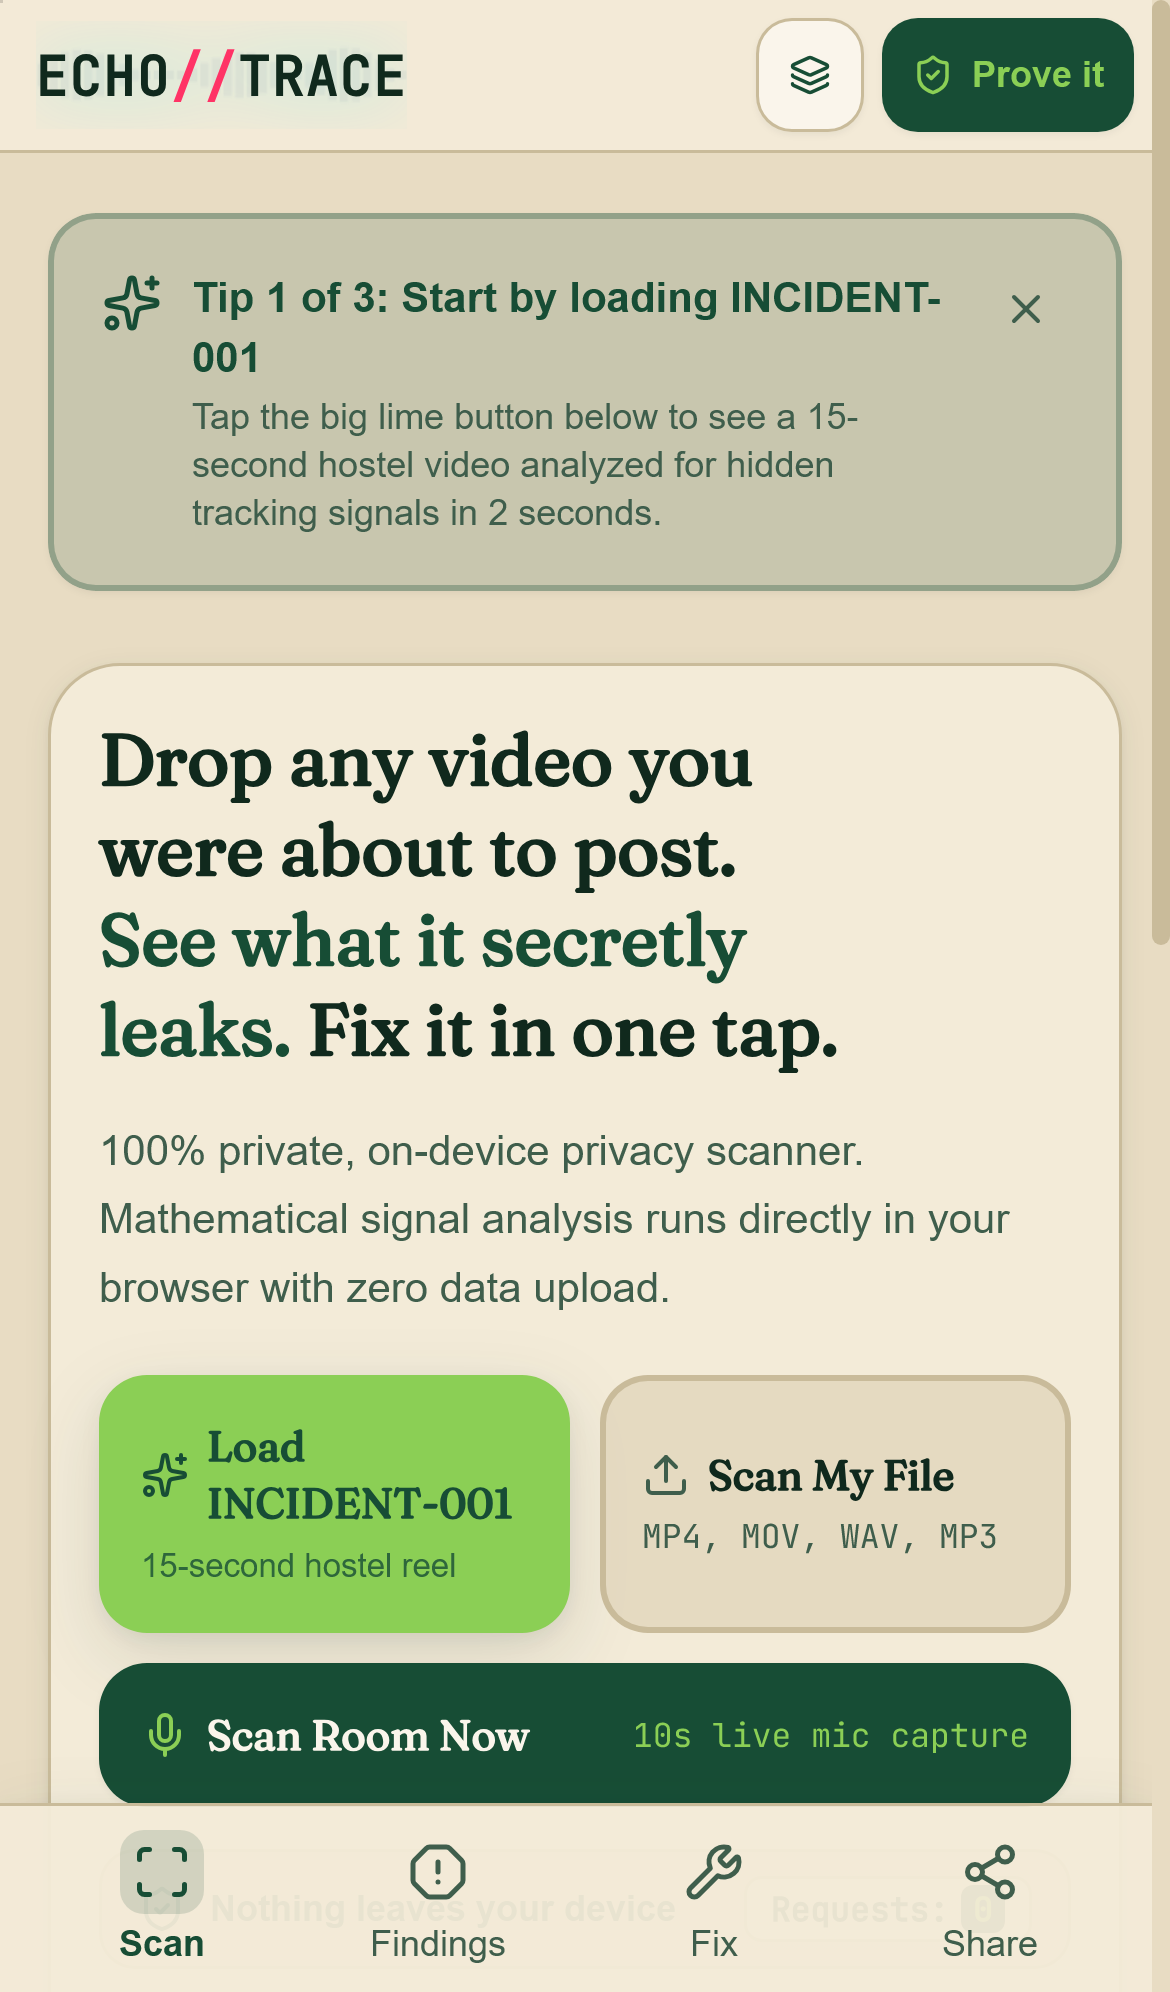 ECHO//TRACE
Prove it
Tip 1 of 3: Start by loading INCIDENT-
001
Tap the big lime button below to see a 15-
second hostel video analyzed for hidden
tracking signals in 2 seconds.
Drop any video you
were about to post.
See what it secretly
leaks. Fix it in one tap.
100% private, on-device privacy scanner.
Mathematical signal analysis runs directly in your
browser with zero data upload.
Load
INCIDENT-001
15-second hostel reel
Scan My File
MP4, MOV, WAV, MP3
Scan Room Now
10s live mic capture
Nothing leaves your device
Requests: 0
Scan
Findings
Fix
Share